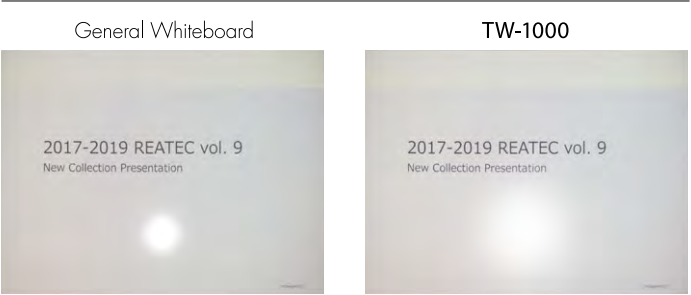 General Whiteboard
TW-1000
2017-2019 REATEC vol. 9
New Collection Presentation
2017-2019 REATEC vol. 9
New Collection Presentation